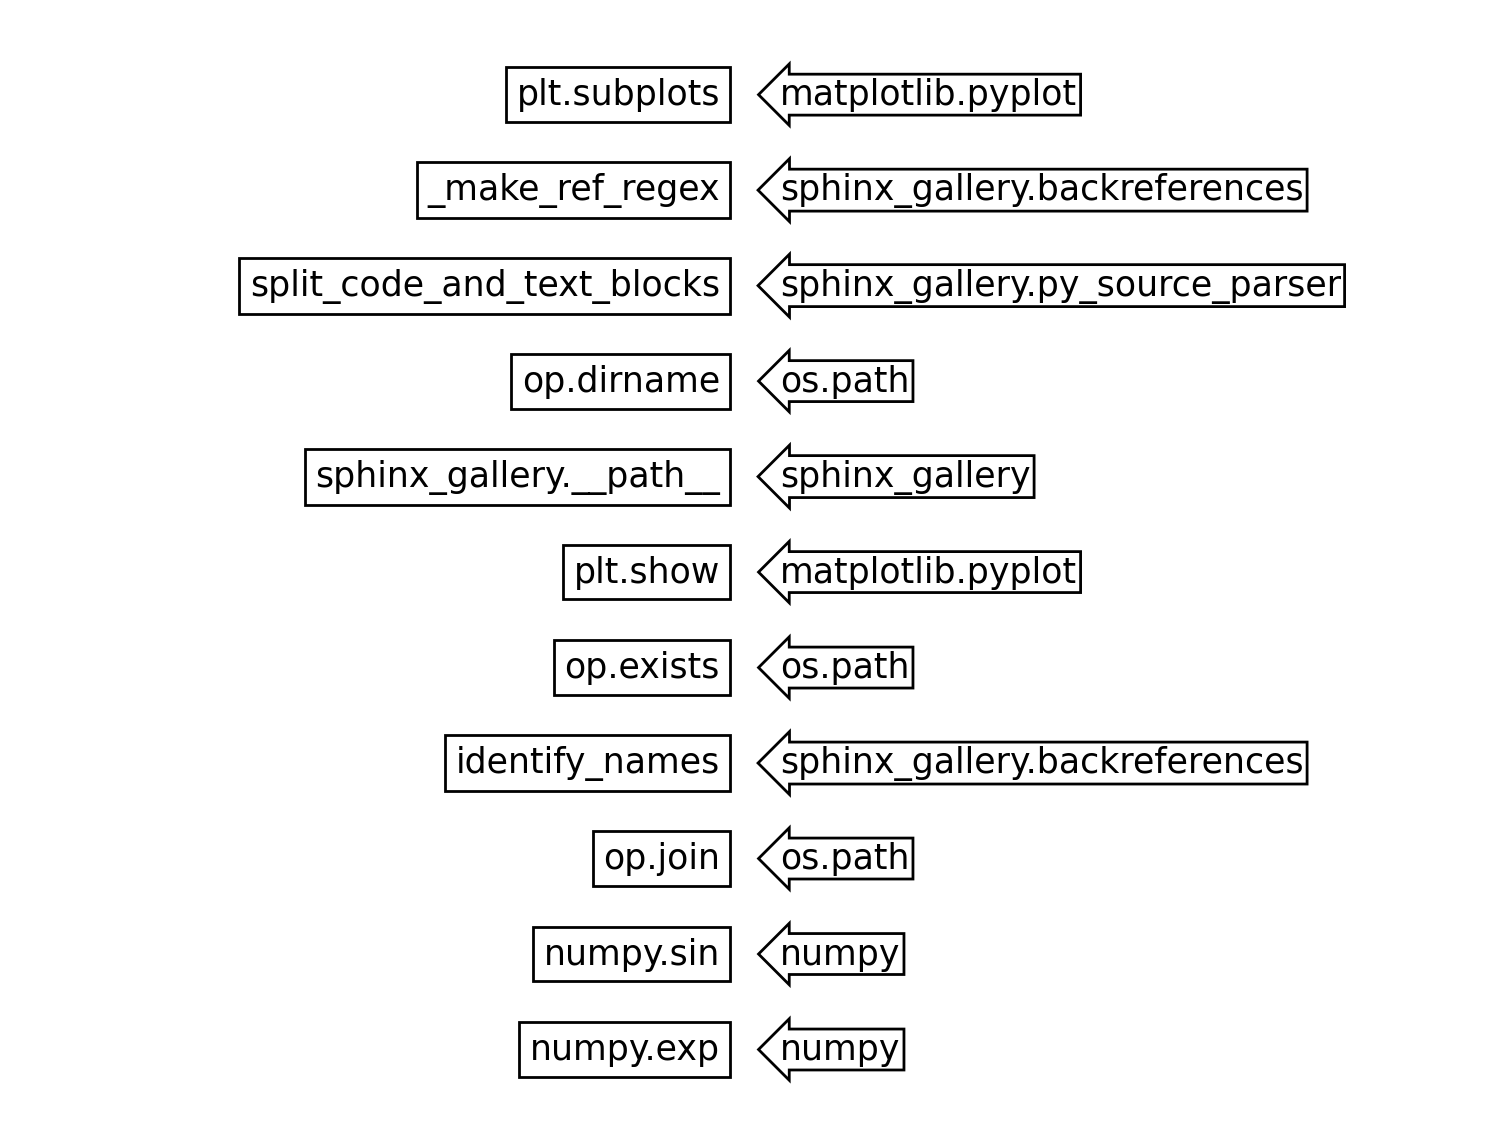 plt.subplots matplotlib.pyplot
_make_ref_regex sphinx_gallery.backreferences
split_code_and_text_blocks sphinx_gallery.py_source_parser
op.dirname os.path
sphinx_gallery.__path__ sphinx_gallery
plt.show matplotlib.pyplot
op.exists os.path
identify_names sphinx_gallery.backreferences
op.join os.path
numpy.sin numpy
numpy.exp numpy